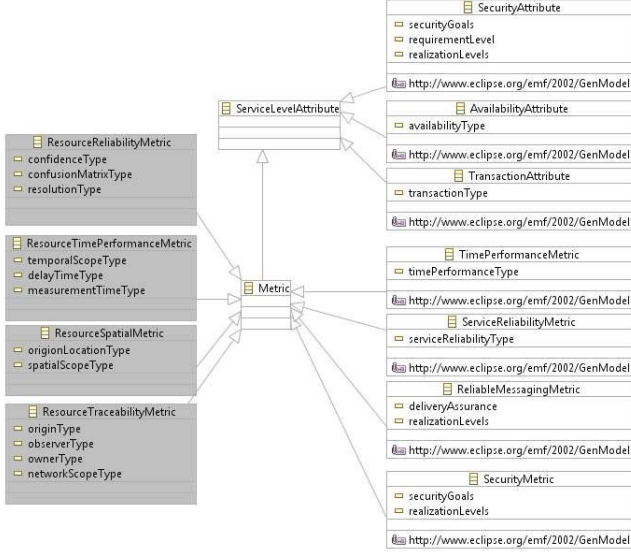 SecurityAttribute
securityGoals
requirementLevel
realizationLevels
http://www.eclipse.org/emf/2002/GenModel
ServiceLevelAttribute
AvailabilityAttribute
availabilityType
http://www.eclipse.org/emf/2002/GenModel
TransactionAttribute
transactionType
http://www.eclipse.org/emf/2002/GenModel
ResourceReliabilityMetric
confidenceType
confusionMatrixType
resolutionType
ResourceTimePerformanceMetric
temporalScopeType
delayTimeType
measurementTimeType
ResourceSpatialMetric
origionLocationType
spatialScopeType
ResourceTraceabilityMetric
originType
observerType
ownerType
networkScopeType
Metric
TimePerformanceMetric
timePerformanceType
http://www.eclipse.org/emf/2002/GenModel
ServiceReliabilityMetric
serviceReliabilityType
http://www.eclipse.org/emf/2002/GenModel
ReliableMessagingMetric
deliveryAssurance
realizationLevels
http://www.eclipse.org/emf/2002/GenModel
SecurityMetric
securityGoals
realizationLevels
http://www.eclipse.org/emf/2002/GenModel